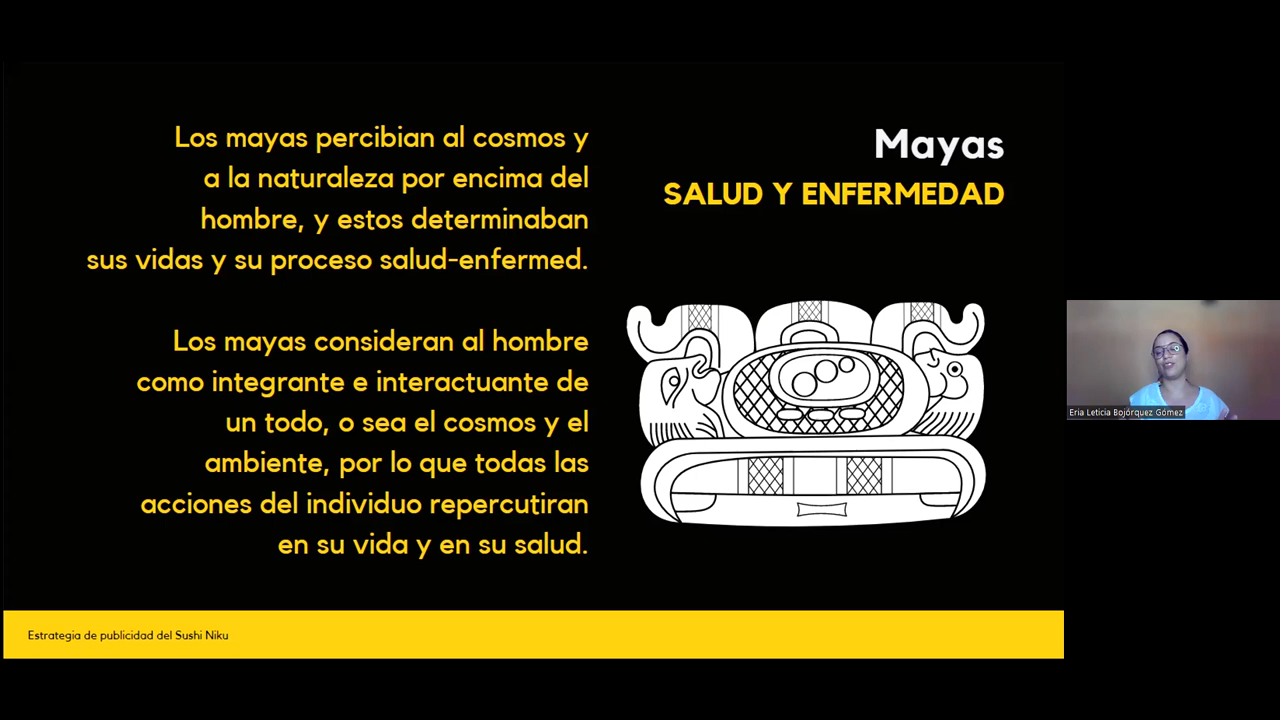 Los mayas percibian al cosmos y
a la naturaleza por encima del
hombre, y estos determinaban
sus vidas y su proceso salud-enfermed.
Los mayas consideran al hombre
como integrante e interactuante de
un todo, o sea el cosmos y el
ambiente, por lo que todas las
acciones del individuo repercutiran
en su vida y en su salud.
Mayas
SALUD Y ENFERMEDAD
Estrategia de publicidad del Sushi Niku
Eria Leticia Bojórquez Gómez